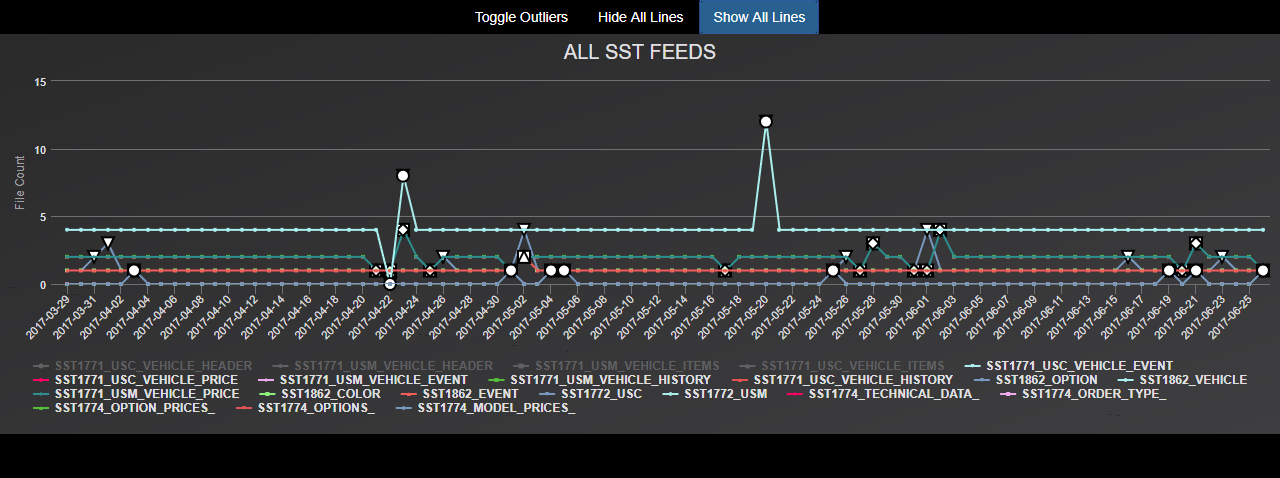 Toggle Outliers Hide All Lines Show All Lines
ALL SST FEEDS
File Count
15
10
5
0
2017-03-29 2017-03-31 2017-04-02 2017-04-04 2017-04-06 2017-04-08 2017-04-10 2017-04-12 2017-04-14 2017-04-16 2017-04-18 2017-04-20 2017-04-22 2017-04-24 2017-04-26 2017-04-28 2017-04-30 2017-05-02 2017-05-04 2017-05-06 2017-05-08 2017-05-10 2017-05-12 2017-05-14 2017-05-16 2017-05-18 2017-05-20 2017-05-22 2017-05-24 2017-05-26 2017-05-28 2017-05-30 2017-06-01 2017-06-03 2017-06-05 2017-06-07 2017-06-09 2017-06-11 2017-06-13 2017-06-15 2017-06-17 2017-06-19 2017-06-21 2017-06-23 2017-06-25
SST1771_USC_VEHICLE_HEADER SST1771_USM_VEHICLE_HEADER SST1771_USM_VEHICLE_ITEMS SST1771_USC_VEHICLE_ITEMS SST1771_USC_VEHICLE_EVENT
SST1771_USC_VEHICLE_PRICE SST1771_USM_VEHICLE_EVENT SST1771_USM_VEHICLE_HISTORY SST1771_USC_VEHICLE_HISTORY SST1862_OPTION SST1862_VEHICLE
SST1771_USM_VEHICLE_PRICE SST1862_COLOR SST1862_EVENT SST1772_USC SST1772_USM SST1774_TECHNICAL_DATA_ SST1774_ORDER_TYPE_
SST1774_OPTION_PRICES_ SST1774_OPTIONS_ SST1774_MODEL_PRICES_